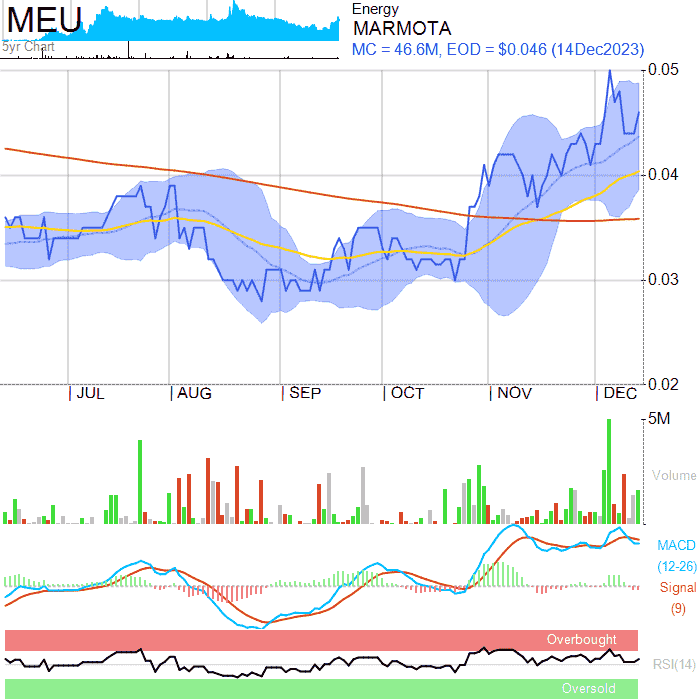 MEU
5yr Chart
Energy
MARMOTA
MC = 46.6M, EOD = $0.046 (14Dec2023)
0.05
0.04
0.03
0.02
JUL AUG SEP OCT NOV DEC
5M
Volume
MACD
(12-26)
Signal
(9)
Overbought
RSI(14)
Oversold